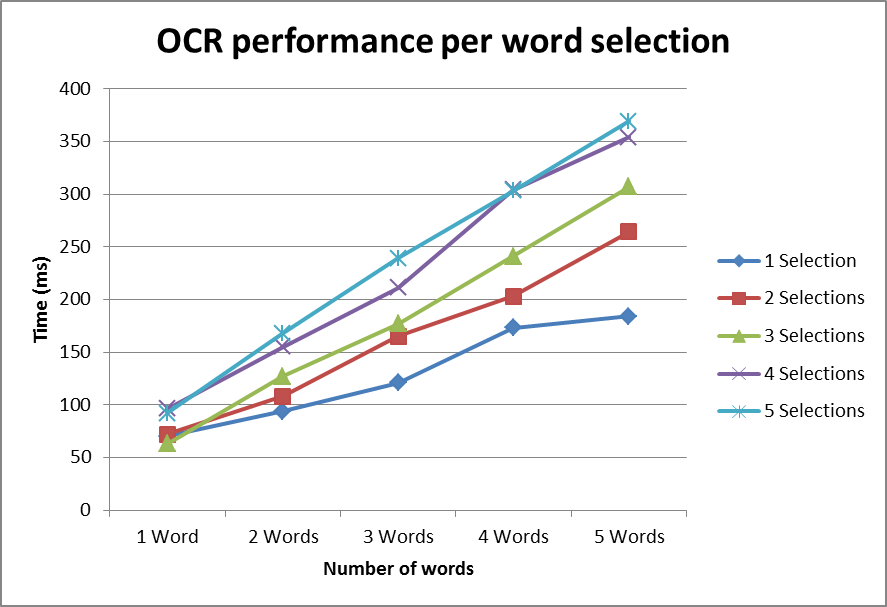 OCR performance per word selection
400
350
300
250
200
150
100
50
0
Time (ms)
1 Word
2 Words
3 Words
4 Words
5 Words
Number of words
1 Selection
2 Selections
3 Selections
4 Selections
5 Selections